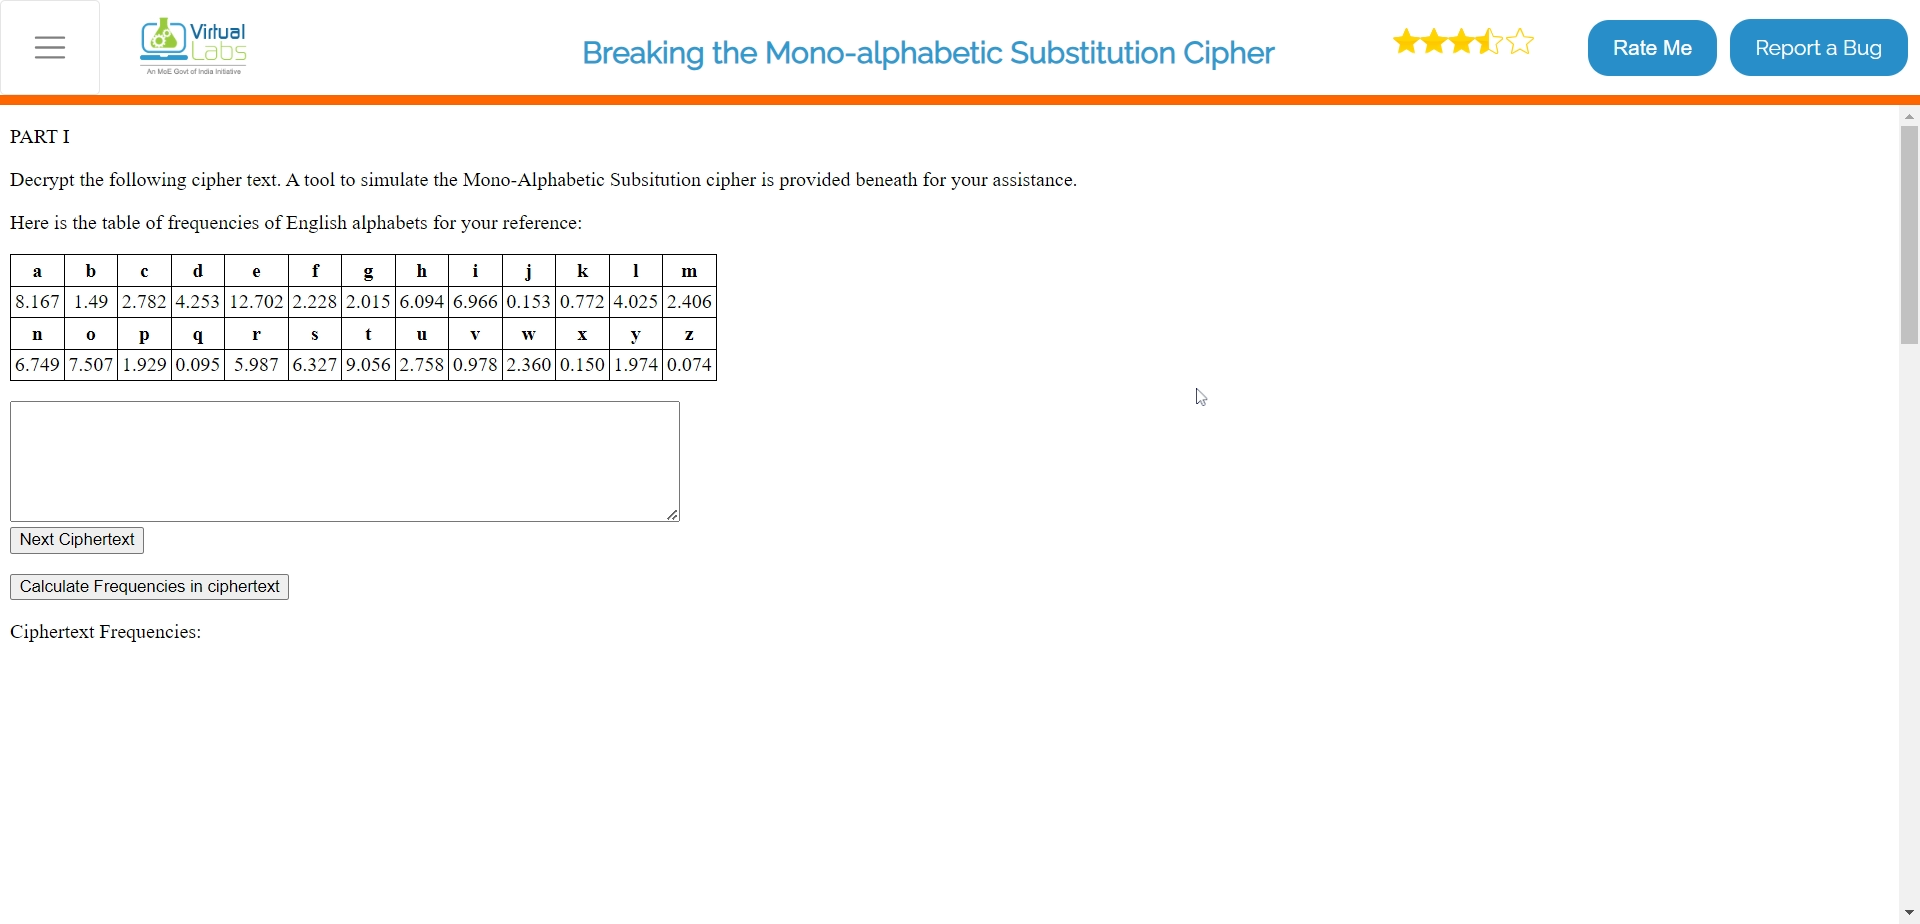 Virtual
Labs
An MoE Govt of India Initiative
Breaking the Mono-alphabetic Substitution Cipher
Rate Me
Report a Bug
PART I
Decrypt the following cipher text. A tool to simulate the Mono-Alphabetic Subsitution cipher is provided beneath for your assistance.
Here is the table of frequencies of English alphabets for your reference:
a b c d e f g h i j k l m
8.167 1.49 2.782 4.253 12.702 2.228 2.015 6.094 6.966 0.153 0.772 4.025 2.406
n o p q r s t u v w x y z
6.749 7.507 1.929 0.095 5.987 6.327 9.056 2.758 0.978 2.360 0.150 1.974 0.074
Next Ciphertext
Calculate Frequencies in ciphertext
Ciphertext Frequencies: